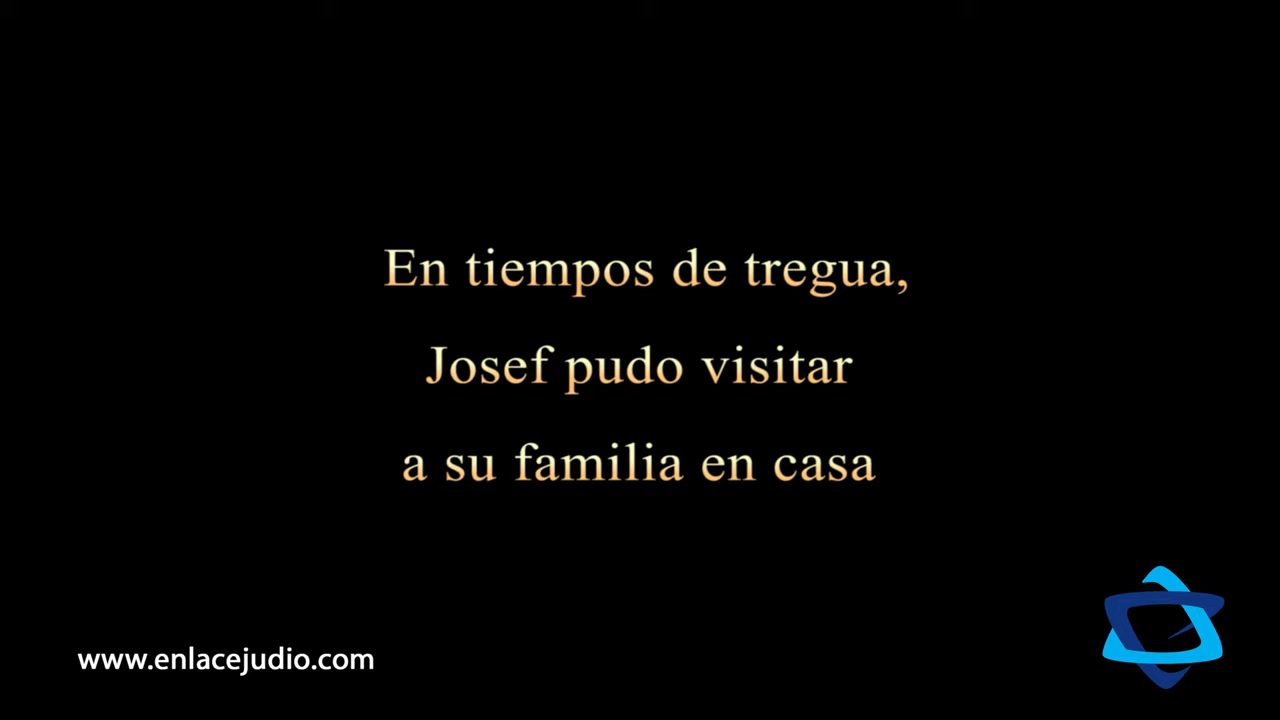 En tiempos de tregua,
Josef pudo visitar
a su familia en casa
www.enlacejudio.com